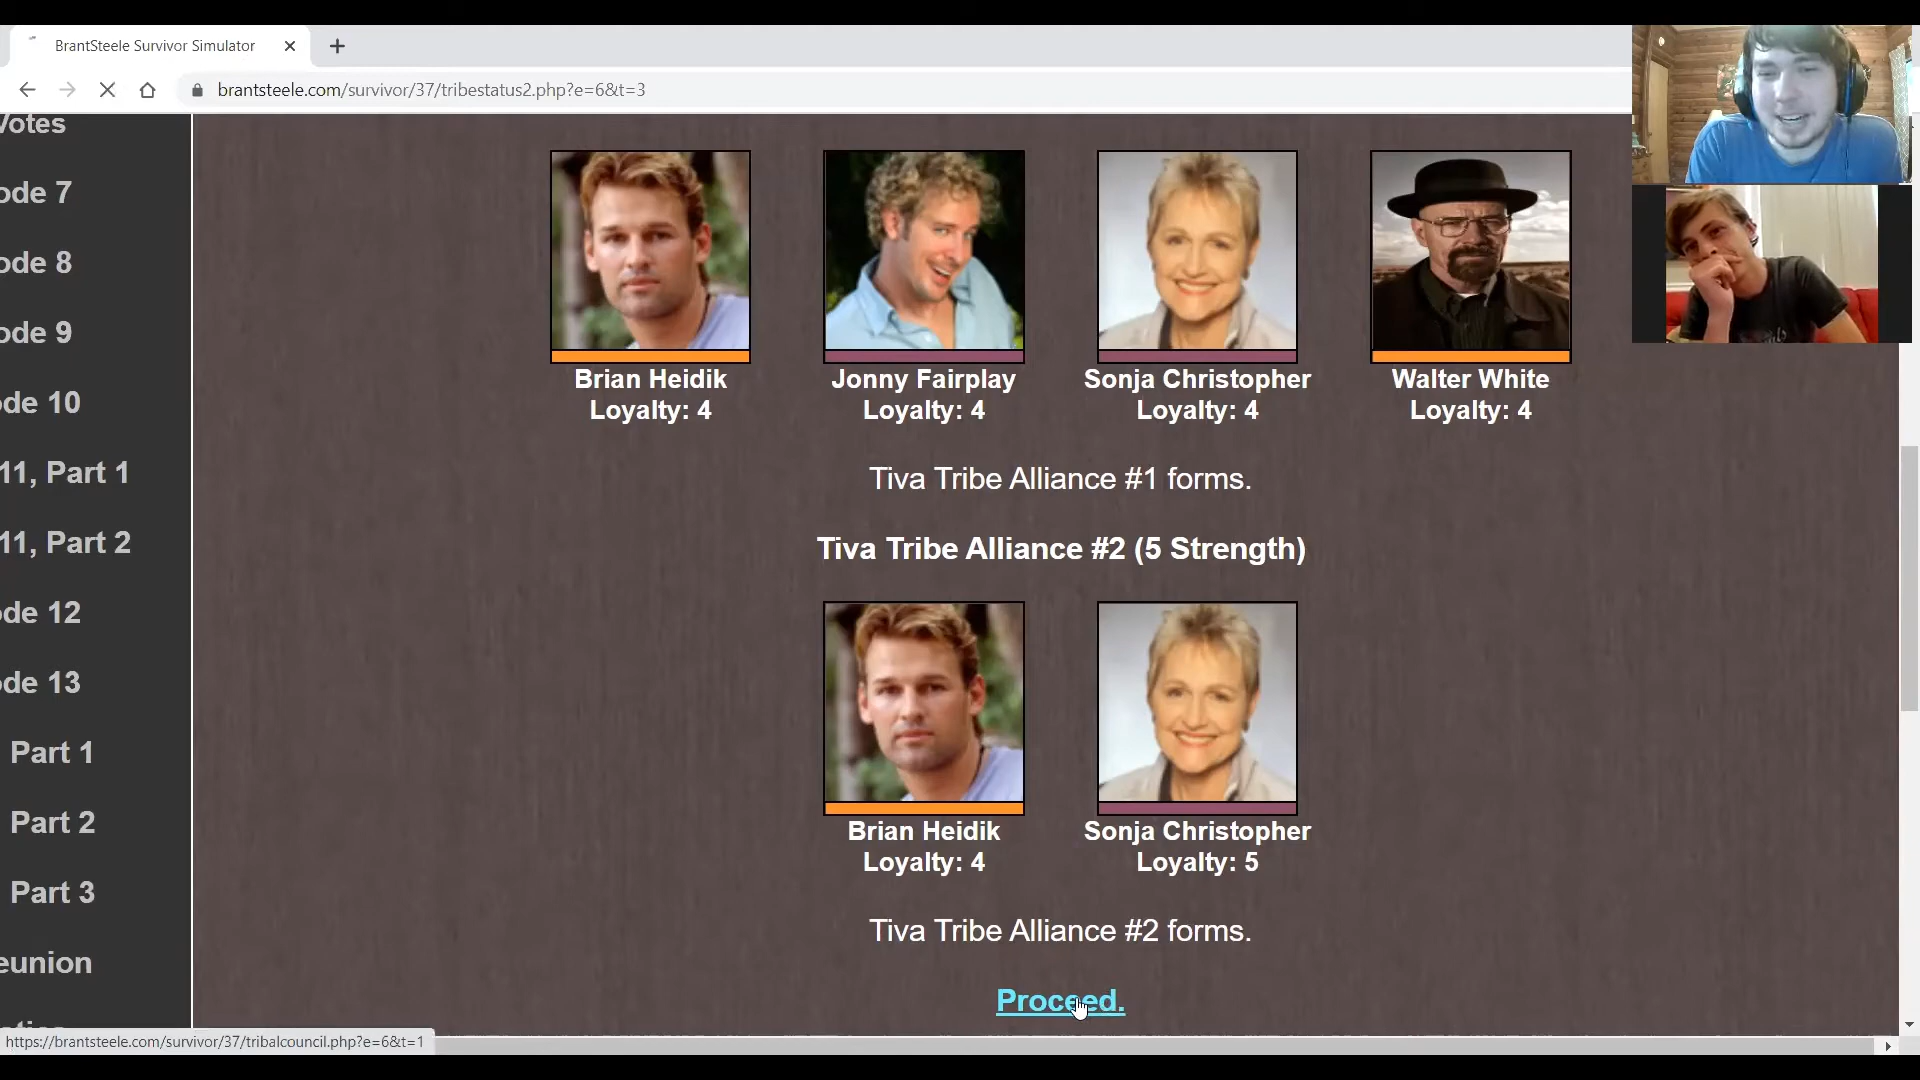 BrantSteele Survivor Simulator
brantsteele.com/survivor/37/tribestatus2.php?e=6&t=3
Votes
ode 7
ode 8
ode 9
de 10
11, Part 1
11, Part 2
de 12
de 13
Part 1
Part 2
Part 3
eunion
Brian Heidik
Loyalty: 4
Jonny Fairplay
Loyalty: 4
Sonja Christopher
Loyalty: 4
Walter White
Loyalty: 4
Tiva Tribe Alliance #1 forms.
Tiva Tribe Alliance #2 (5 Strength)
Brian Heidik
Loyalty: 4
Sonja Christopher
Loyalty: 5
Tiva Tribe Alliance #2 forms.
Proceed.
https://brantsteele.com/survivor/37/tribalcouncil.php?e=6&t=1